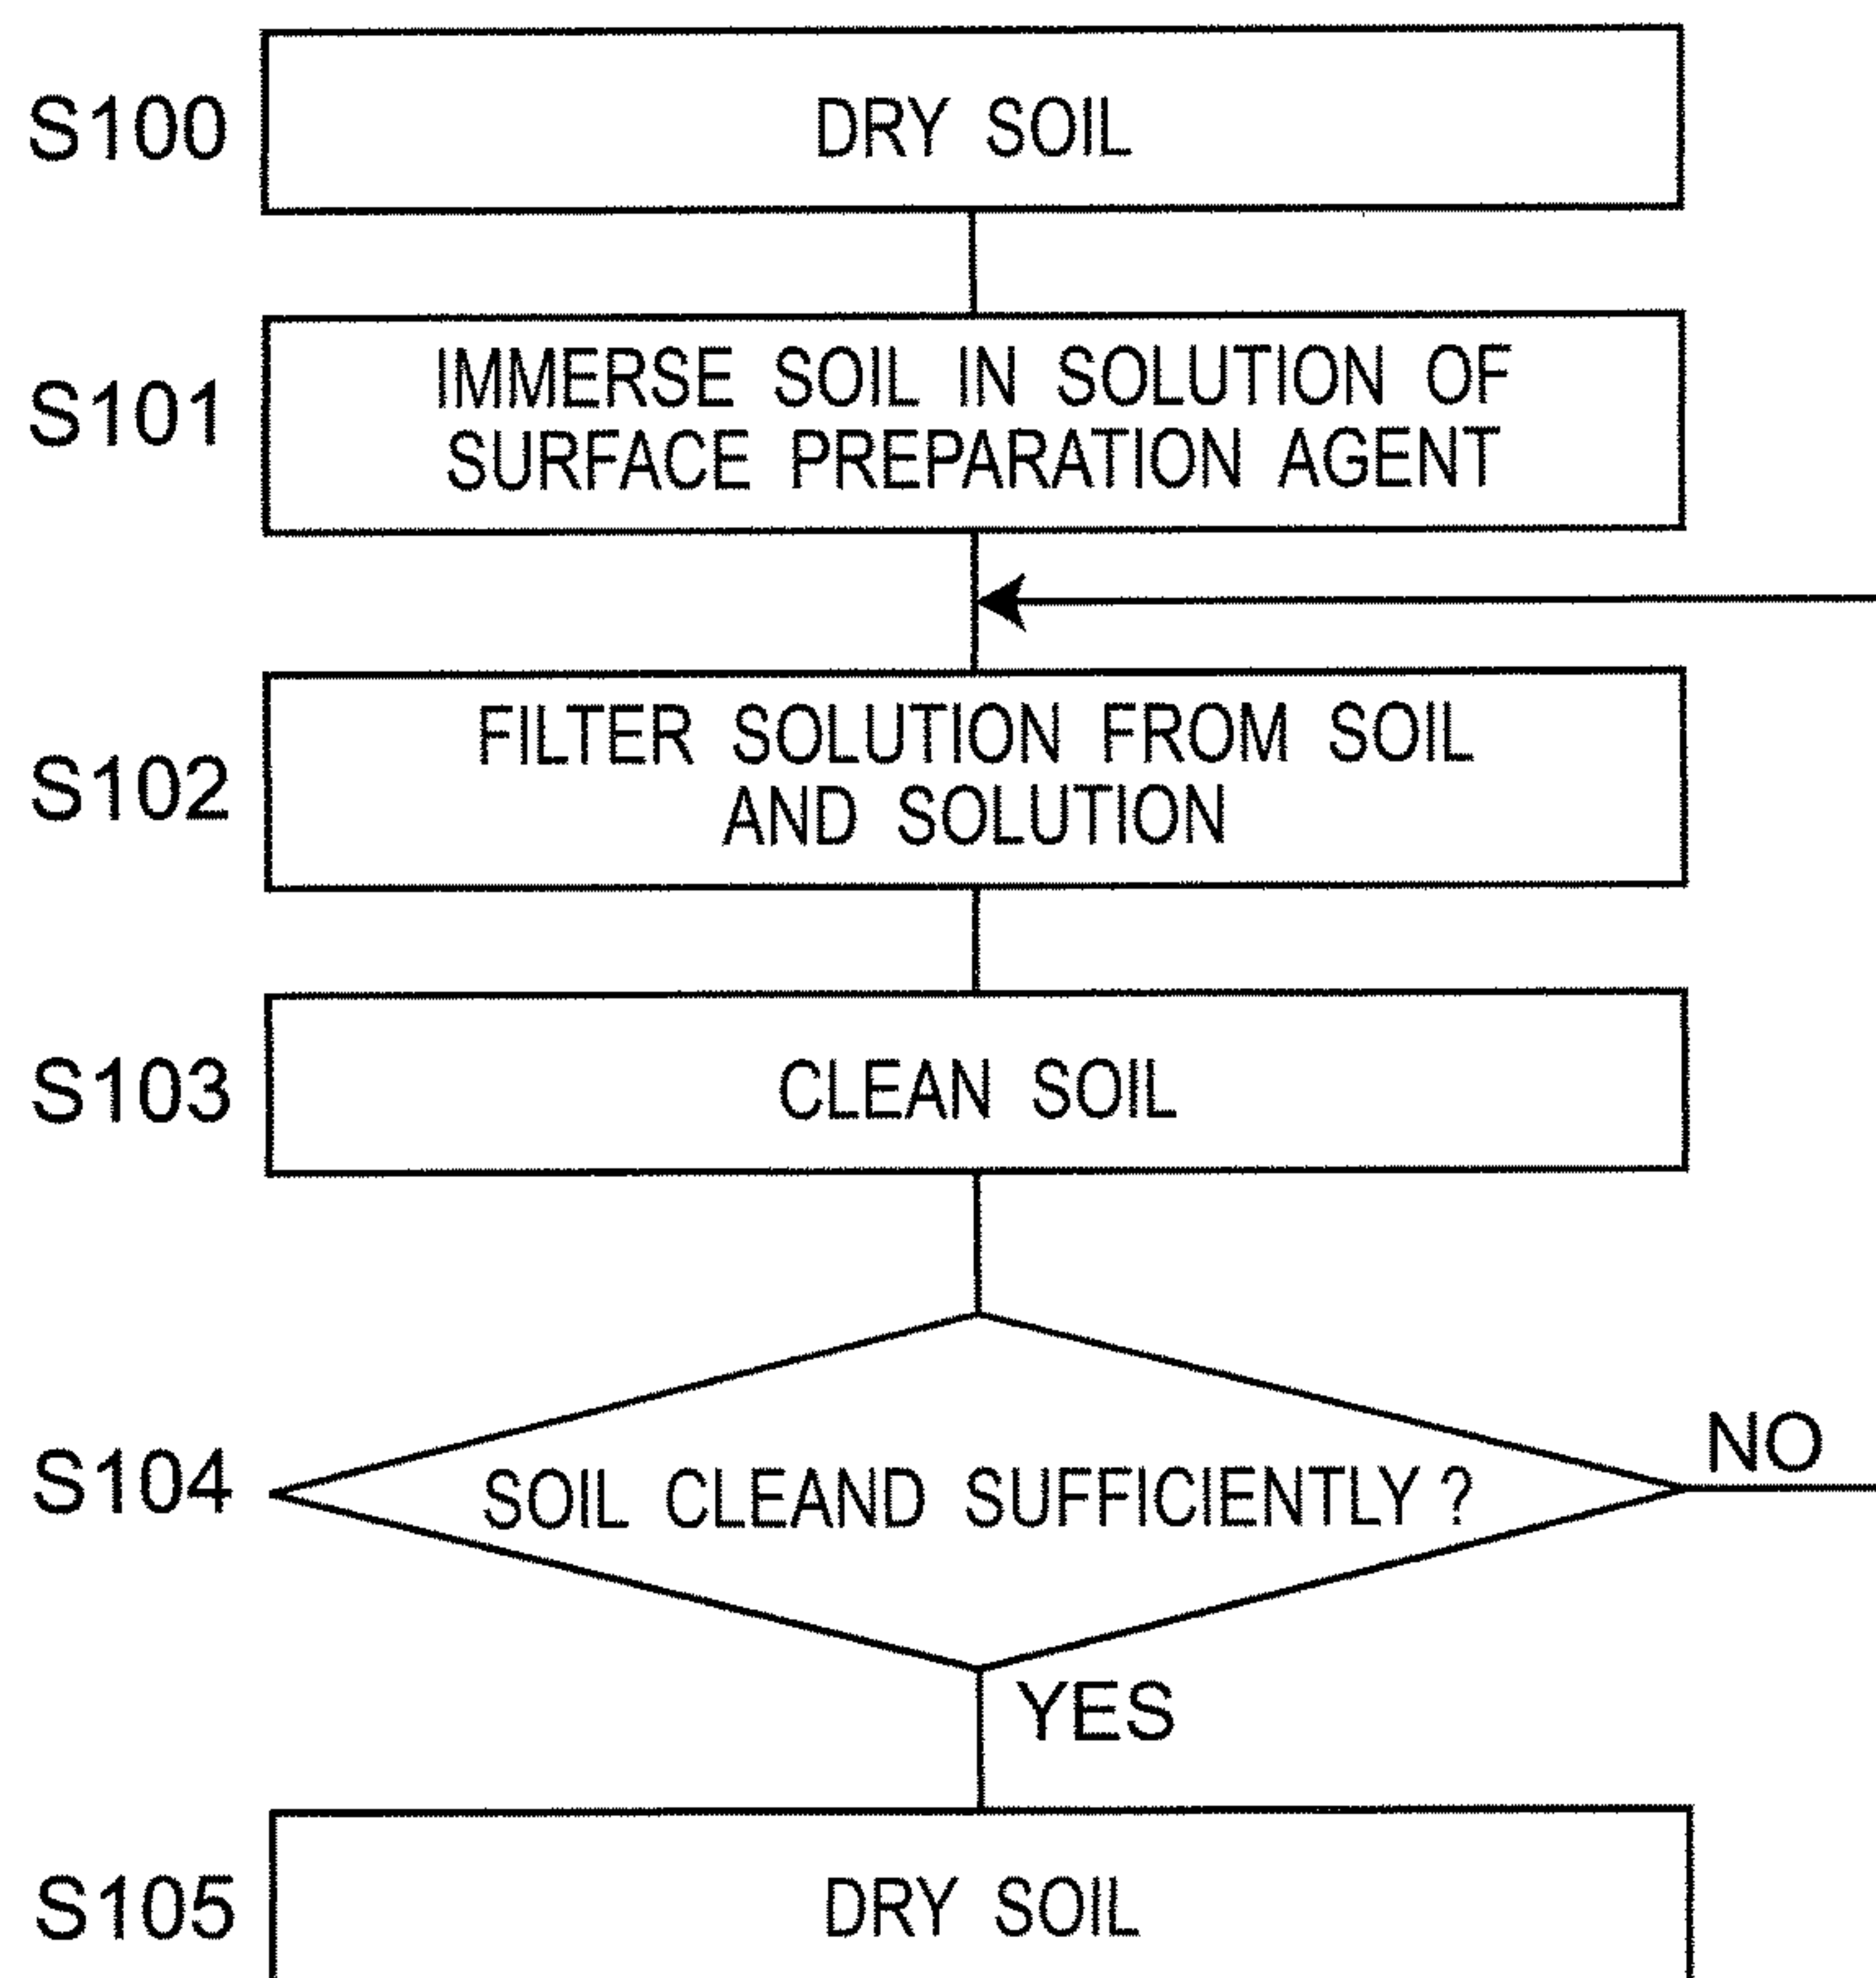 S100 DRY SOIL
S101 IMMERSE SOIL IN SOLUTION OF
SURFACE PREPARATION AGENT
S102 FILTER SOLUTION FROM SOIL
AND SOLUTION
S103 CLEAN SOIL
S104 SOIL CLEAND SUFFICIENTLY ?
NO
YES
S105 DRY SOIL